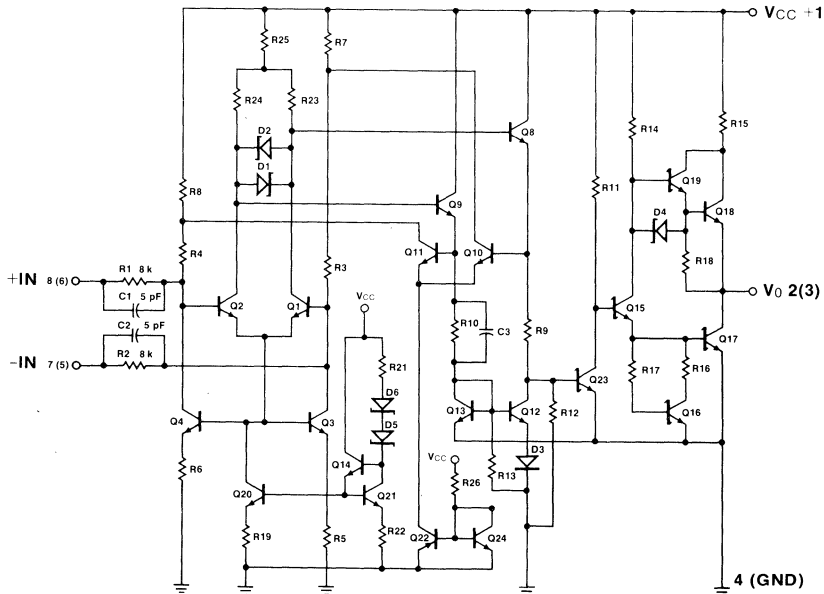 VCC +1
R25
R7
R24
R23
D2
D1
Q8
R14
R15
Q19
R8
Q9
R11
D4
Q18
R4
Q11
Q10
R3
R18
+IN 8 (6)
R1 8 k
C1 5 pF
VO 2(3)
Q2
Q1
VCC
Q15
C2 5 pF
R10
C3
R9
Q17
-IN 7 (5)
R2 8 k
R21
D6
Q23
R17
R16
D5
Q4
Q3
Q13
Q12
R12
Q16
Q14
D3
VCC
R13
R6
R26
Q20
Q21
R19
R5
R22
Q22
Q24
4 (GND)